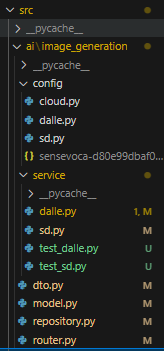 src
__pycache__
ai\image_generation
__pycache__
config
cloud.py
dalle.py
sd.py
sensevoca-d80e99dbaf0...
service
__pycache__
dalle.py 1, M
sd.py M
test_dalle.py U
test_sd.py U
dto.py M
model.py M
repository.py M
router.py M